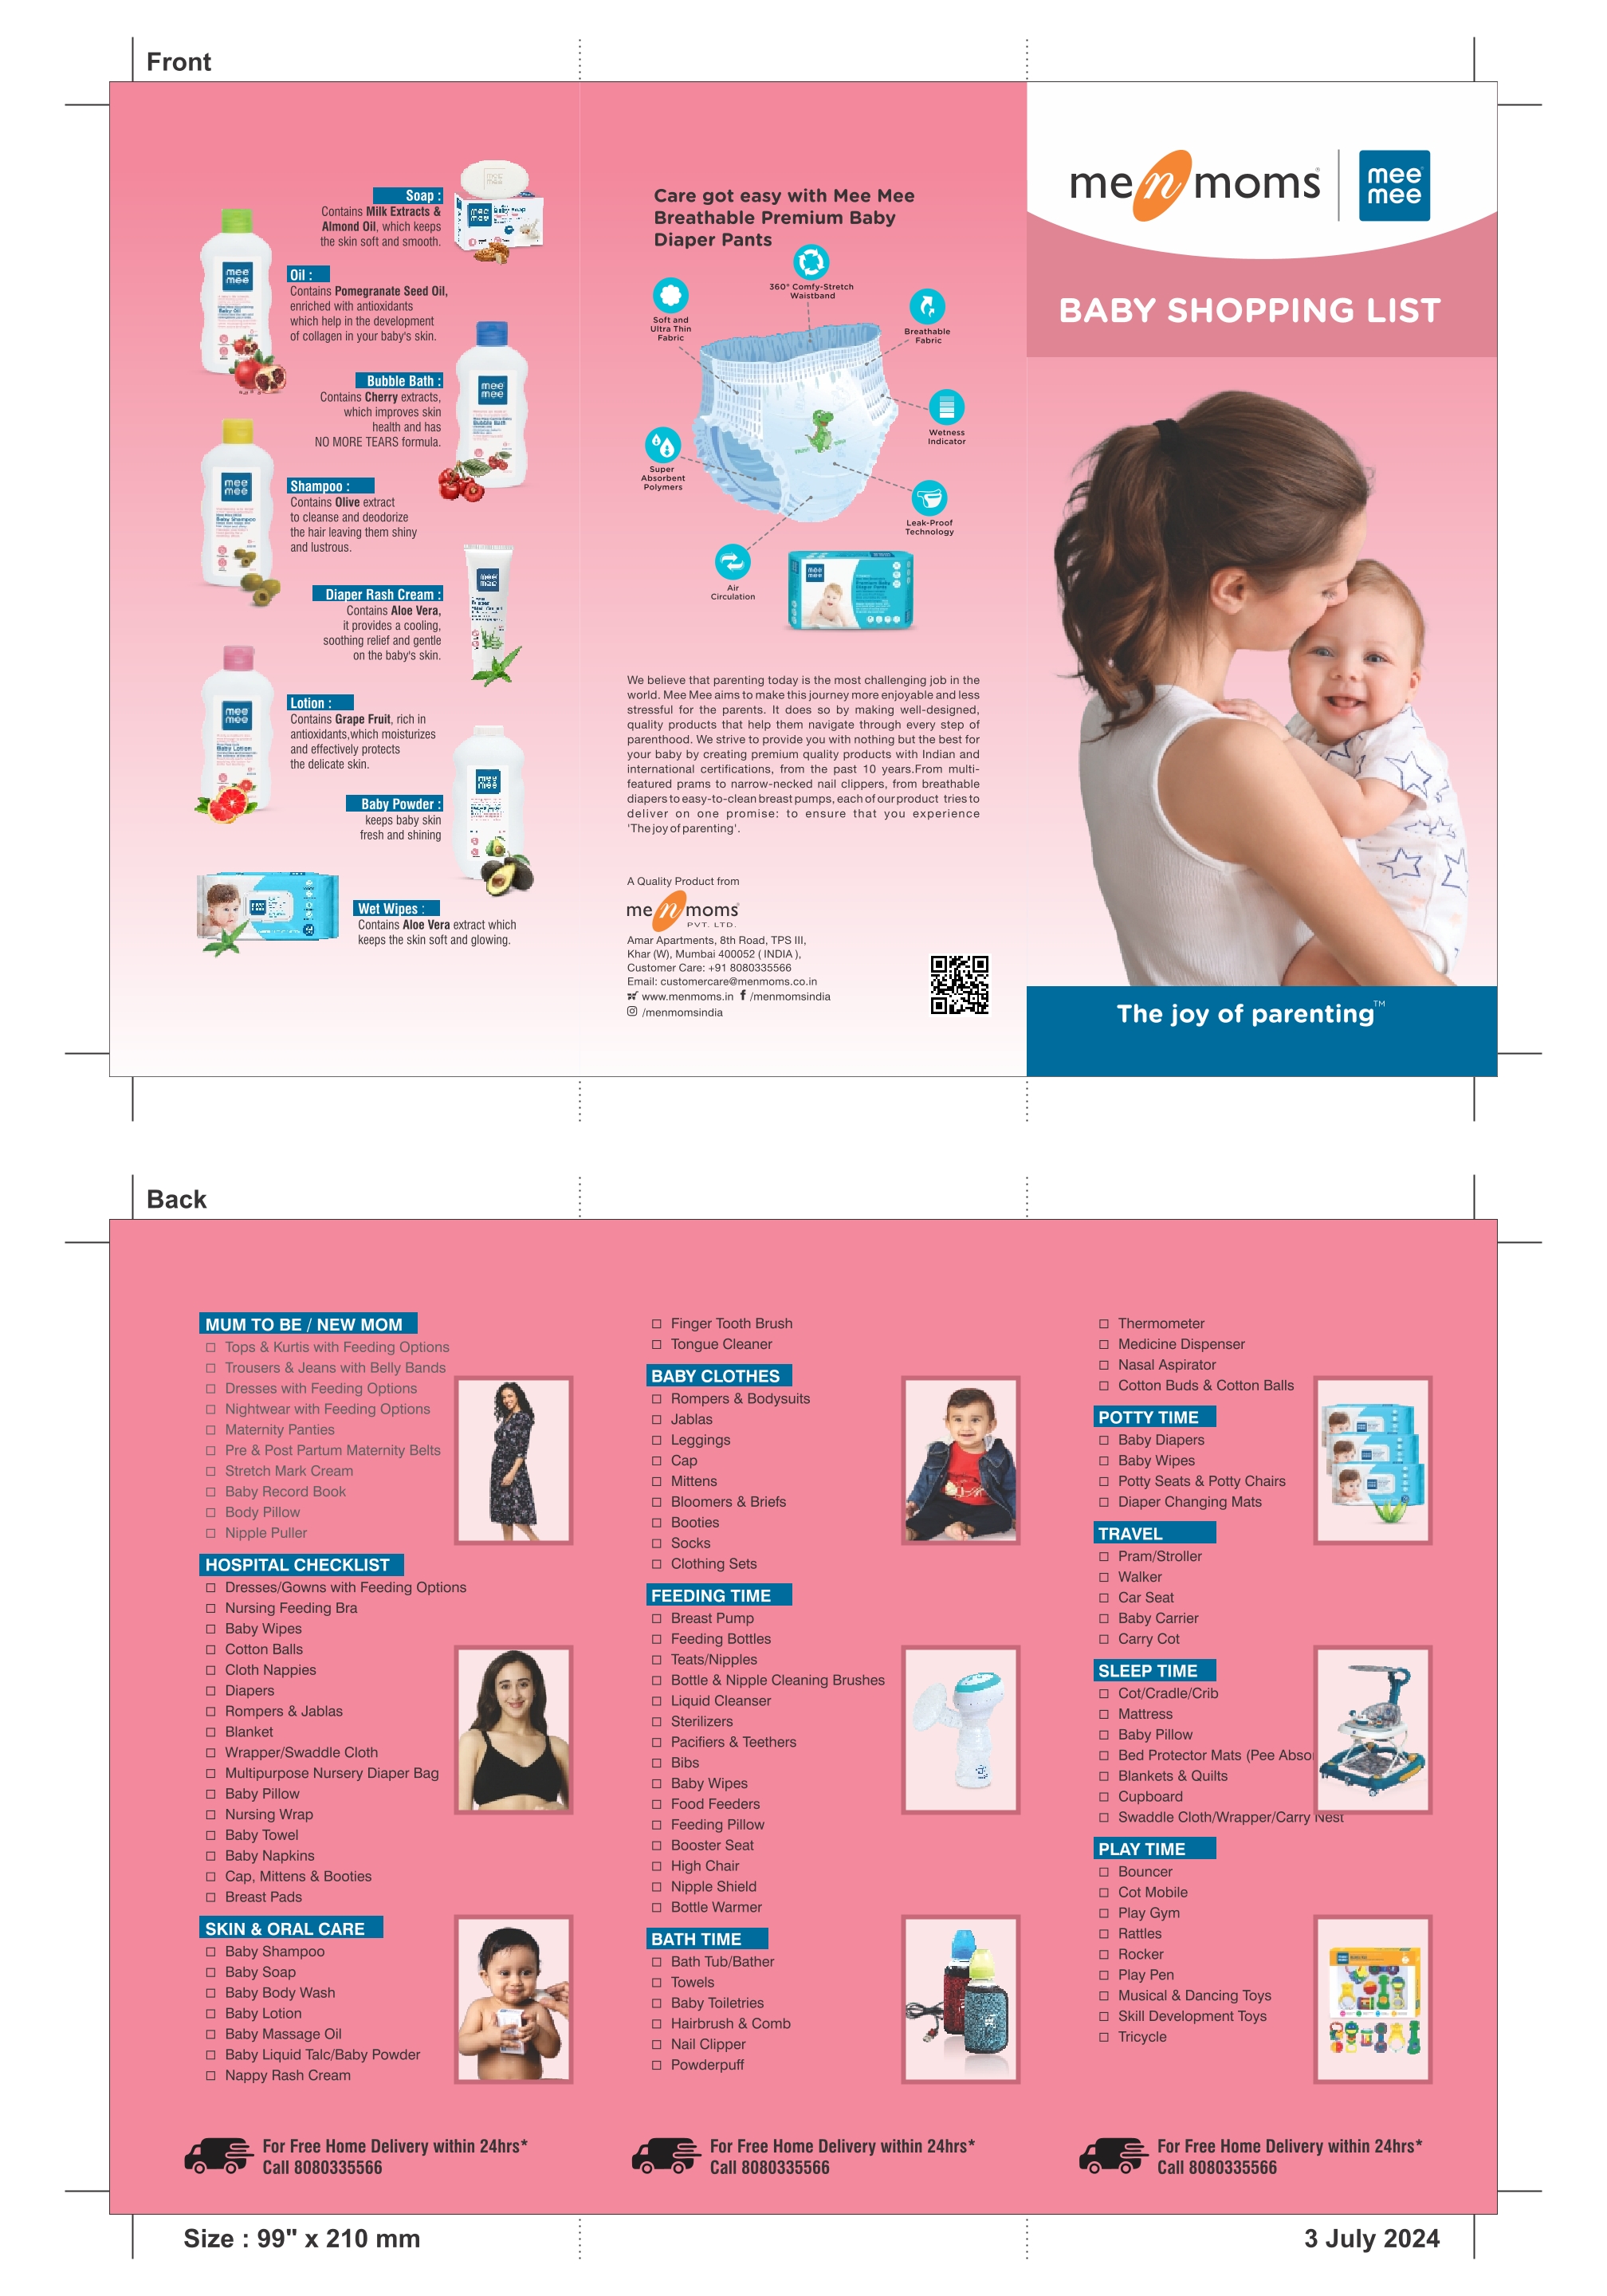 Front
Soap :
Contains Milk Extracts &
Almond Oil, which keeps
the skin soft and smooth.
Oil :
Contains Pomegranate Seed Oil,
enriched with antioxidants
which help in the development
of collagen in your baby's skin.
Bubble Bath :
Contains Cherry extracts,
which improves skin
health and has
NO MORE TEARS formula.
Shampoo :
Contains Olive extract
to cleanse and deodorize
the hair leaving them shiny
and lustrous.
Diaper Rash Cream :
Contains Aloe Vera,
it provides a cooling,
soothing relief and gentle
on the baby's skin.
Lotion :
Contains Grape Fruit, rich in
antioxidants,which moisturizes
and effectively protects
the delicate skin.
Baby Powder :
keeps baby skin
fresh and shining
Wet Wipes :
Contains Aloe Vera extract which
keeps the skin soft and glowing.
Care got easy with Mee Mee
Breathable Premium Baby
Diaper Pants
360° Comfy-Stretch
Waistband
Soft and
Ultra Thin
Fabric
Breathable
Fabric
Wetness
Indicator
Super
Absorbent
Polymers
Leak-Proof
Technology
Air
Circulation
We believe that parenting today is the most challenging job in the
world. Mee Mee aims to make this journey more enjoyable and less
stressful for the parents. It does so by making well-designed,
quality products that help them navigate through every step of
parenthood. We strive to provide you with nothing but the best for
your baby by creating premium quality products with Indian and
international certifications, from the past 10 years.From multi-
featured prams to narrow-necked nail clippers, from breathable
diapers to easy-to-clean breast pumps, each of our product tries to
deliver on one promise: to ensure that you experience
'The joy of parenting'.
A Quality Product from
me n moms
PVT. LTD.
Amar Apartments, 8th Road, TPS III,
Khar (W), Mumbai 400052 ( INDIA ),
Customer Care: +91 8080335566
Email: customercare@menmoms.co.in
www.menmoms.in f /menmomsindia
/menmomsindia
me n moms®
mee mee
BABY SHOPPING LIST
The joy of parenting™
Back
MUM TO BE / NEW MOM
Tops & Kurtis with Feeding Options
Trousers & Jeans with Belly Bands
Dresses with Feeding Options
Nightwear with Feeding Options
Maternity Panties
Pre & Post Partum Maternity Belts
Stretch Mark Cream
Baby Record Book
Body Pillow
Nipple Puller
HOSPITAL CHECKLIST
Dresses/Gowns with Feeding Options
Nursing Feeding Bra
Baby Wipes
Cotton Balls
Cloth Nappies
Diapers
Rompers & Jablas
Blanket
Wrapper/Swaddle Cloth
Multipurpose Nursery Diaper Bag
Baby Pillow
Nursing Wrap
Baby Towel
Baby Napkins
Cap, Mittens & Booties
Breast Pads
SKIN & ORAL CARE
Baby Shampoo
Baby Soap
Baby Body Wash
Baby Lotion
Baby Massage Oil
Baby Liquid Talc/Baby Powder
Nappy Rash Cream
Finger Tooth Brush
Tongue Cleaner
BABY CLOTHES
Rompers & Bodysuits
Jablas
Leggings
Cap
Mittens
Bloomers & Briefs
Booties
Socks
Clothing Sets
FEEDING TIME
Breast Pump
Feeding Bottles
Teats/Nipples
Bottle & Nipple Cleaning Brushes
Liquid Cleanser
Sterilizers
Pacifiers & Teethers
Bibs
Baby Wipes
Food Feeders
Feeding Pillow
Booster Seat
High Chair
Nipple Shield
Bottle Warmer
BATH TIME
Bath Tub/Bather
Towels
Baby Toiletries
Hairbrush & Comb
Nail Clipper
Powderpuff
Thermometer
Medicine Dispenser
Nasal Aspirator
Cotton Buds & Cotton Balls
POTTY TIME
Baby Diapers
Baby Wipes
Potty Seats & Potty Chairs
Diaper Changing Mats
TRAVEL
Pram/Stroller
Walker
Car Seat
Baby Carrier
Carry Cot
SLEEP TIME
Cot/Cradle/Crib
Mattress
Baby Pillow
Bed Protector Mats (Pee Abso
Blankets & Quilts
Cupboard
Swaddle Cloth/Wrapper/Carry Nest
PLAY TIME
Bouncer
Cot Mobile
Play Gym
Rattles
Rocker
Play Pen
Musical & Dancing Toys
Skill Development Toys
Tricycle
For Free Home Delivery within 24hrs*
Call 8080335566
For Free Home Delivery within 24hrs*
Call 8080335566
For Free Home Delivery within 24hrs*
Call 8080335566
Size : 99" x 210 mm
3 July 2024